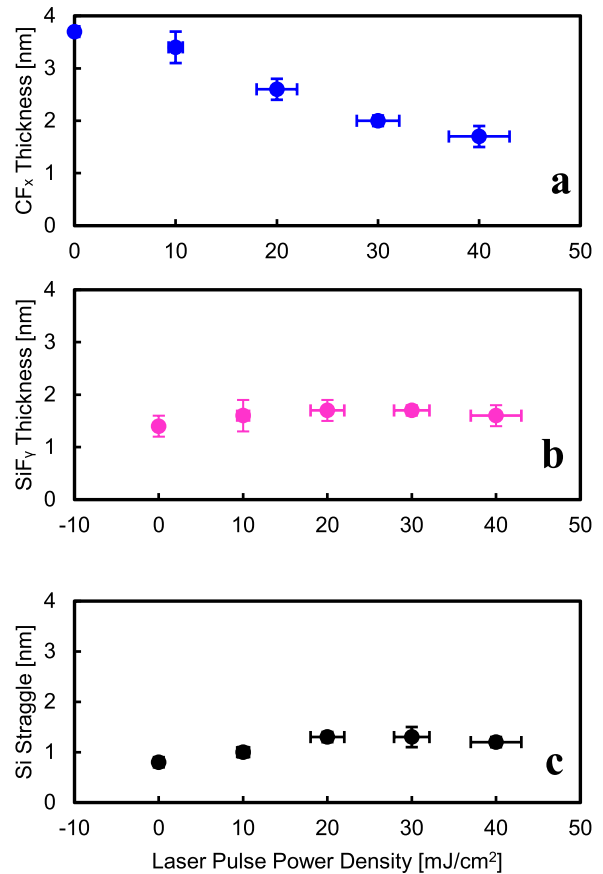 4
3
2
1
0
CFₓ Thickness [nm]
a
0 10 20 30 40 50
4
3
2
1
0
SiFᵧ Thickness [nm]
b
-10 0 10 20 30 40 50
4
3
2
1
0
Si Straggle [nm]
c
-10 0 10 20 30 40 50
Laser Pulse Power Density [mJ/cm²]